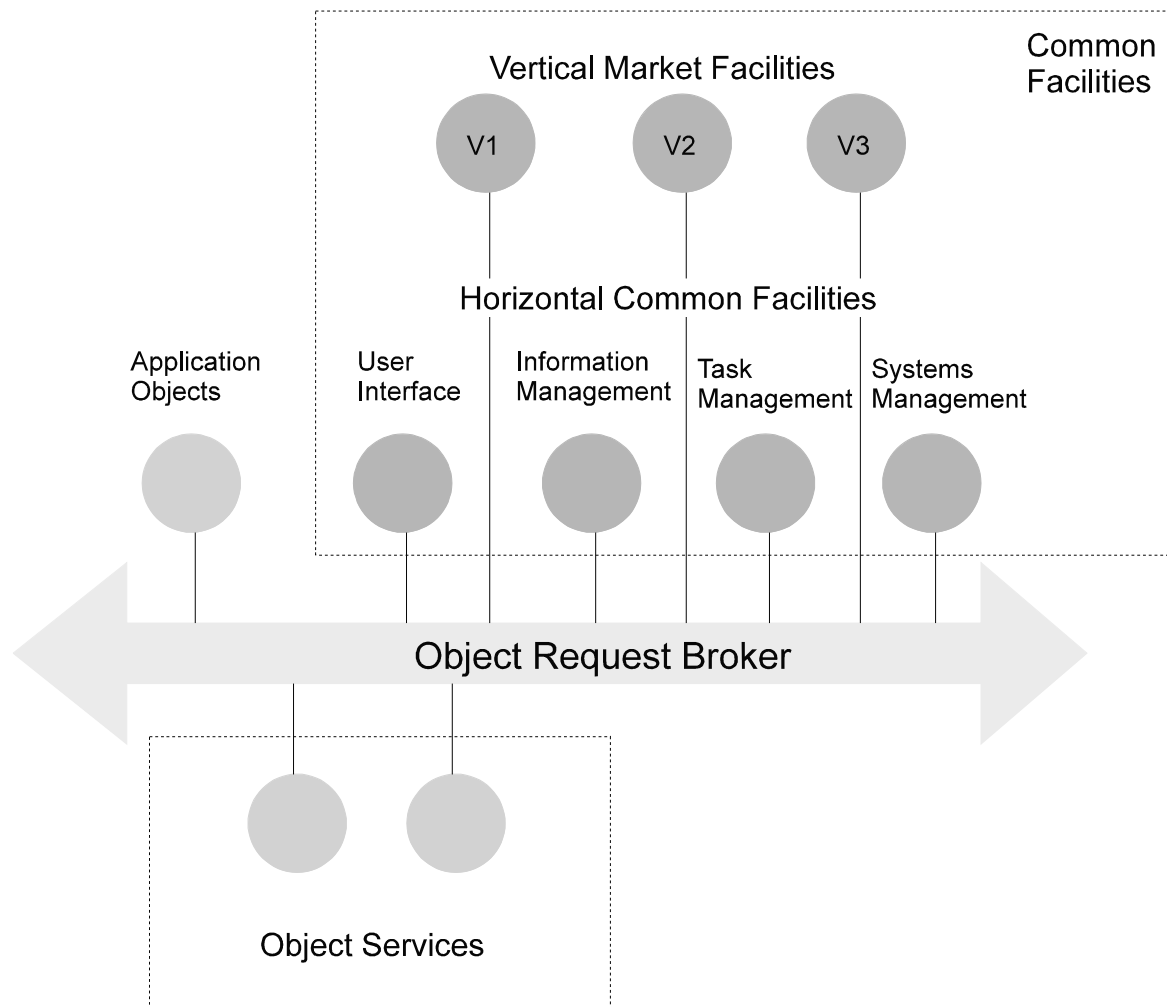 Common
Facilities
Vertical Market Facilities
V1
V2
V3
Horizontal Common Facilities
Application
Objects
User
Interface
Information
Management
Task
Management
Systems
Management
Object Request Broker
Object Services